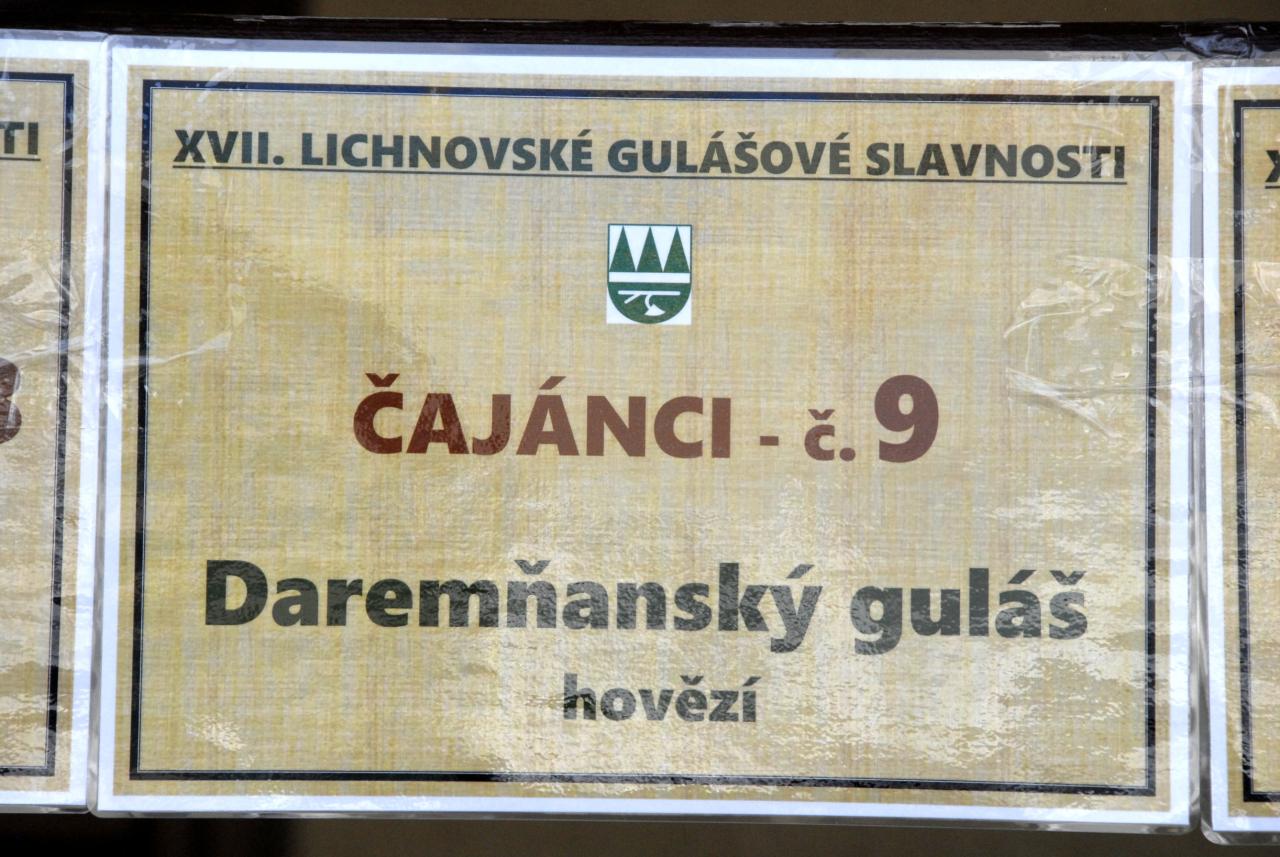 XVII. LICHNOVSKÉ GULÁŠOVÉ SLAVNOSTI
ČAJÁNCI - č. 9
Daremňanský guláš
hovězí